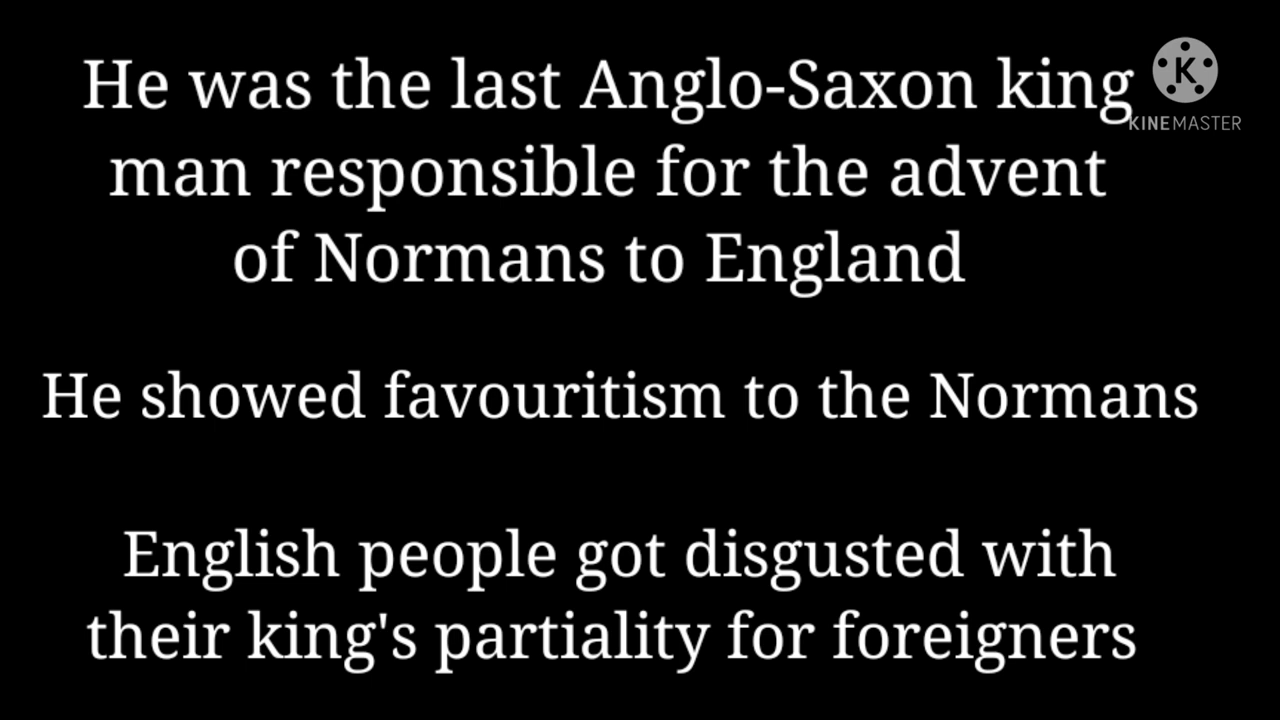 He was the last Anglo-Saxon king
man responsible for the advent
of Normans to England
He showed favouritism to the Normans
English people got disgusted with
their king's partiality for foreigners
K
KINEMASTER